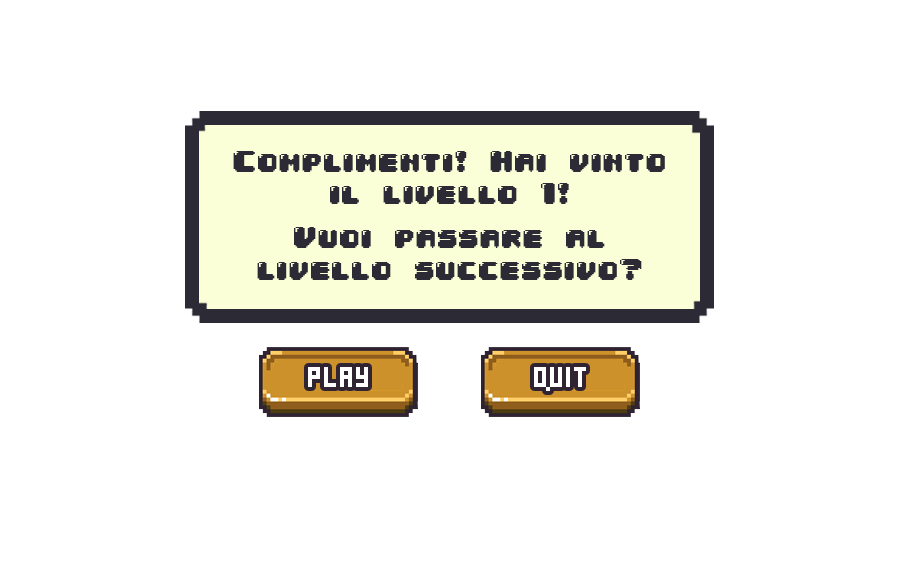 Complimenti! Hai vinto
il livello 1!
Vuoi passare al
livello successivo?
PLAY
QUIT